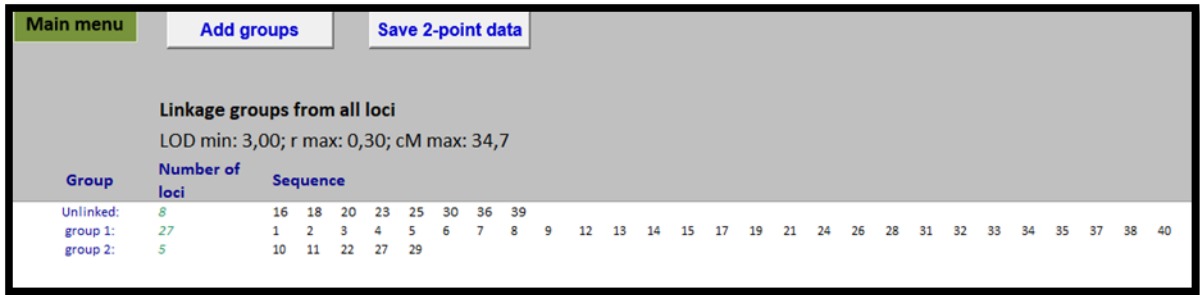 Main menu Add groups Save 2-point data
Linkage groups from all loci
LOD min: 3,00; r max: 0,30; cM max: 34,7
Group Number of loci Sequence
Unlinked: 8 16 18 20 23 25 30 36 39
group 1: 27 1 2 3 4 5 6 7 8 9 12 13 14 15 17 19 21 24 26 28 31 32 33 34 35 37 38 40
group 2: 5 10 11 22 27 29